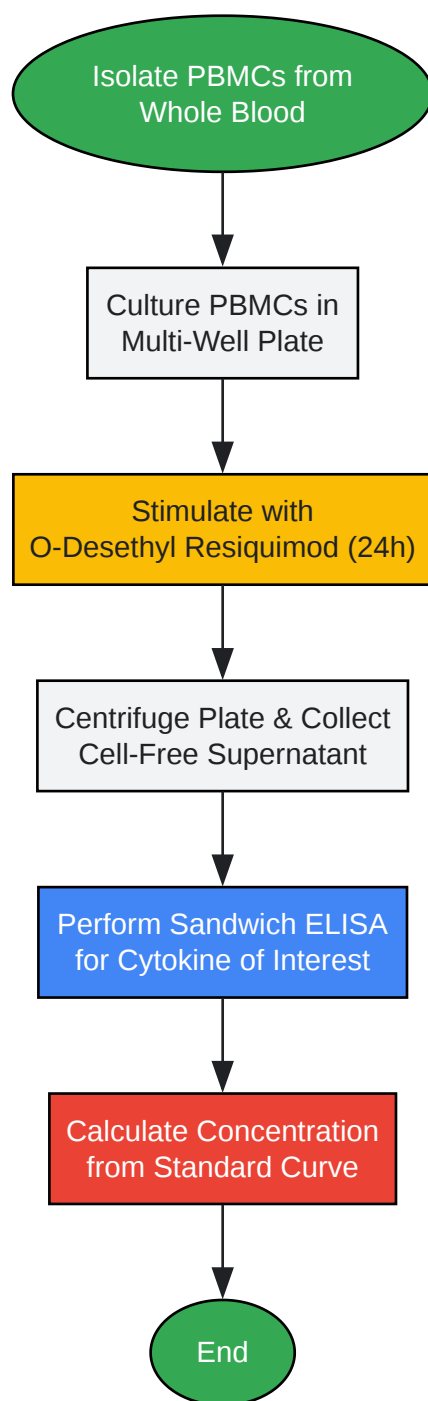 Isolate PBMCs from
Whole Blood
Culture PBMCs in
Multi-Well Plate
Stimulate with
O-Desethyl Resiquimod (24h)
Centrifuge Plate & Collect
Cell-Free Supernatant
Perform Sandwich ELISA
for Cytokine of Interest
Calculate Concentration
from Standard Curve
End